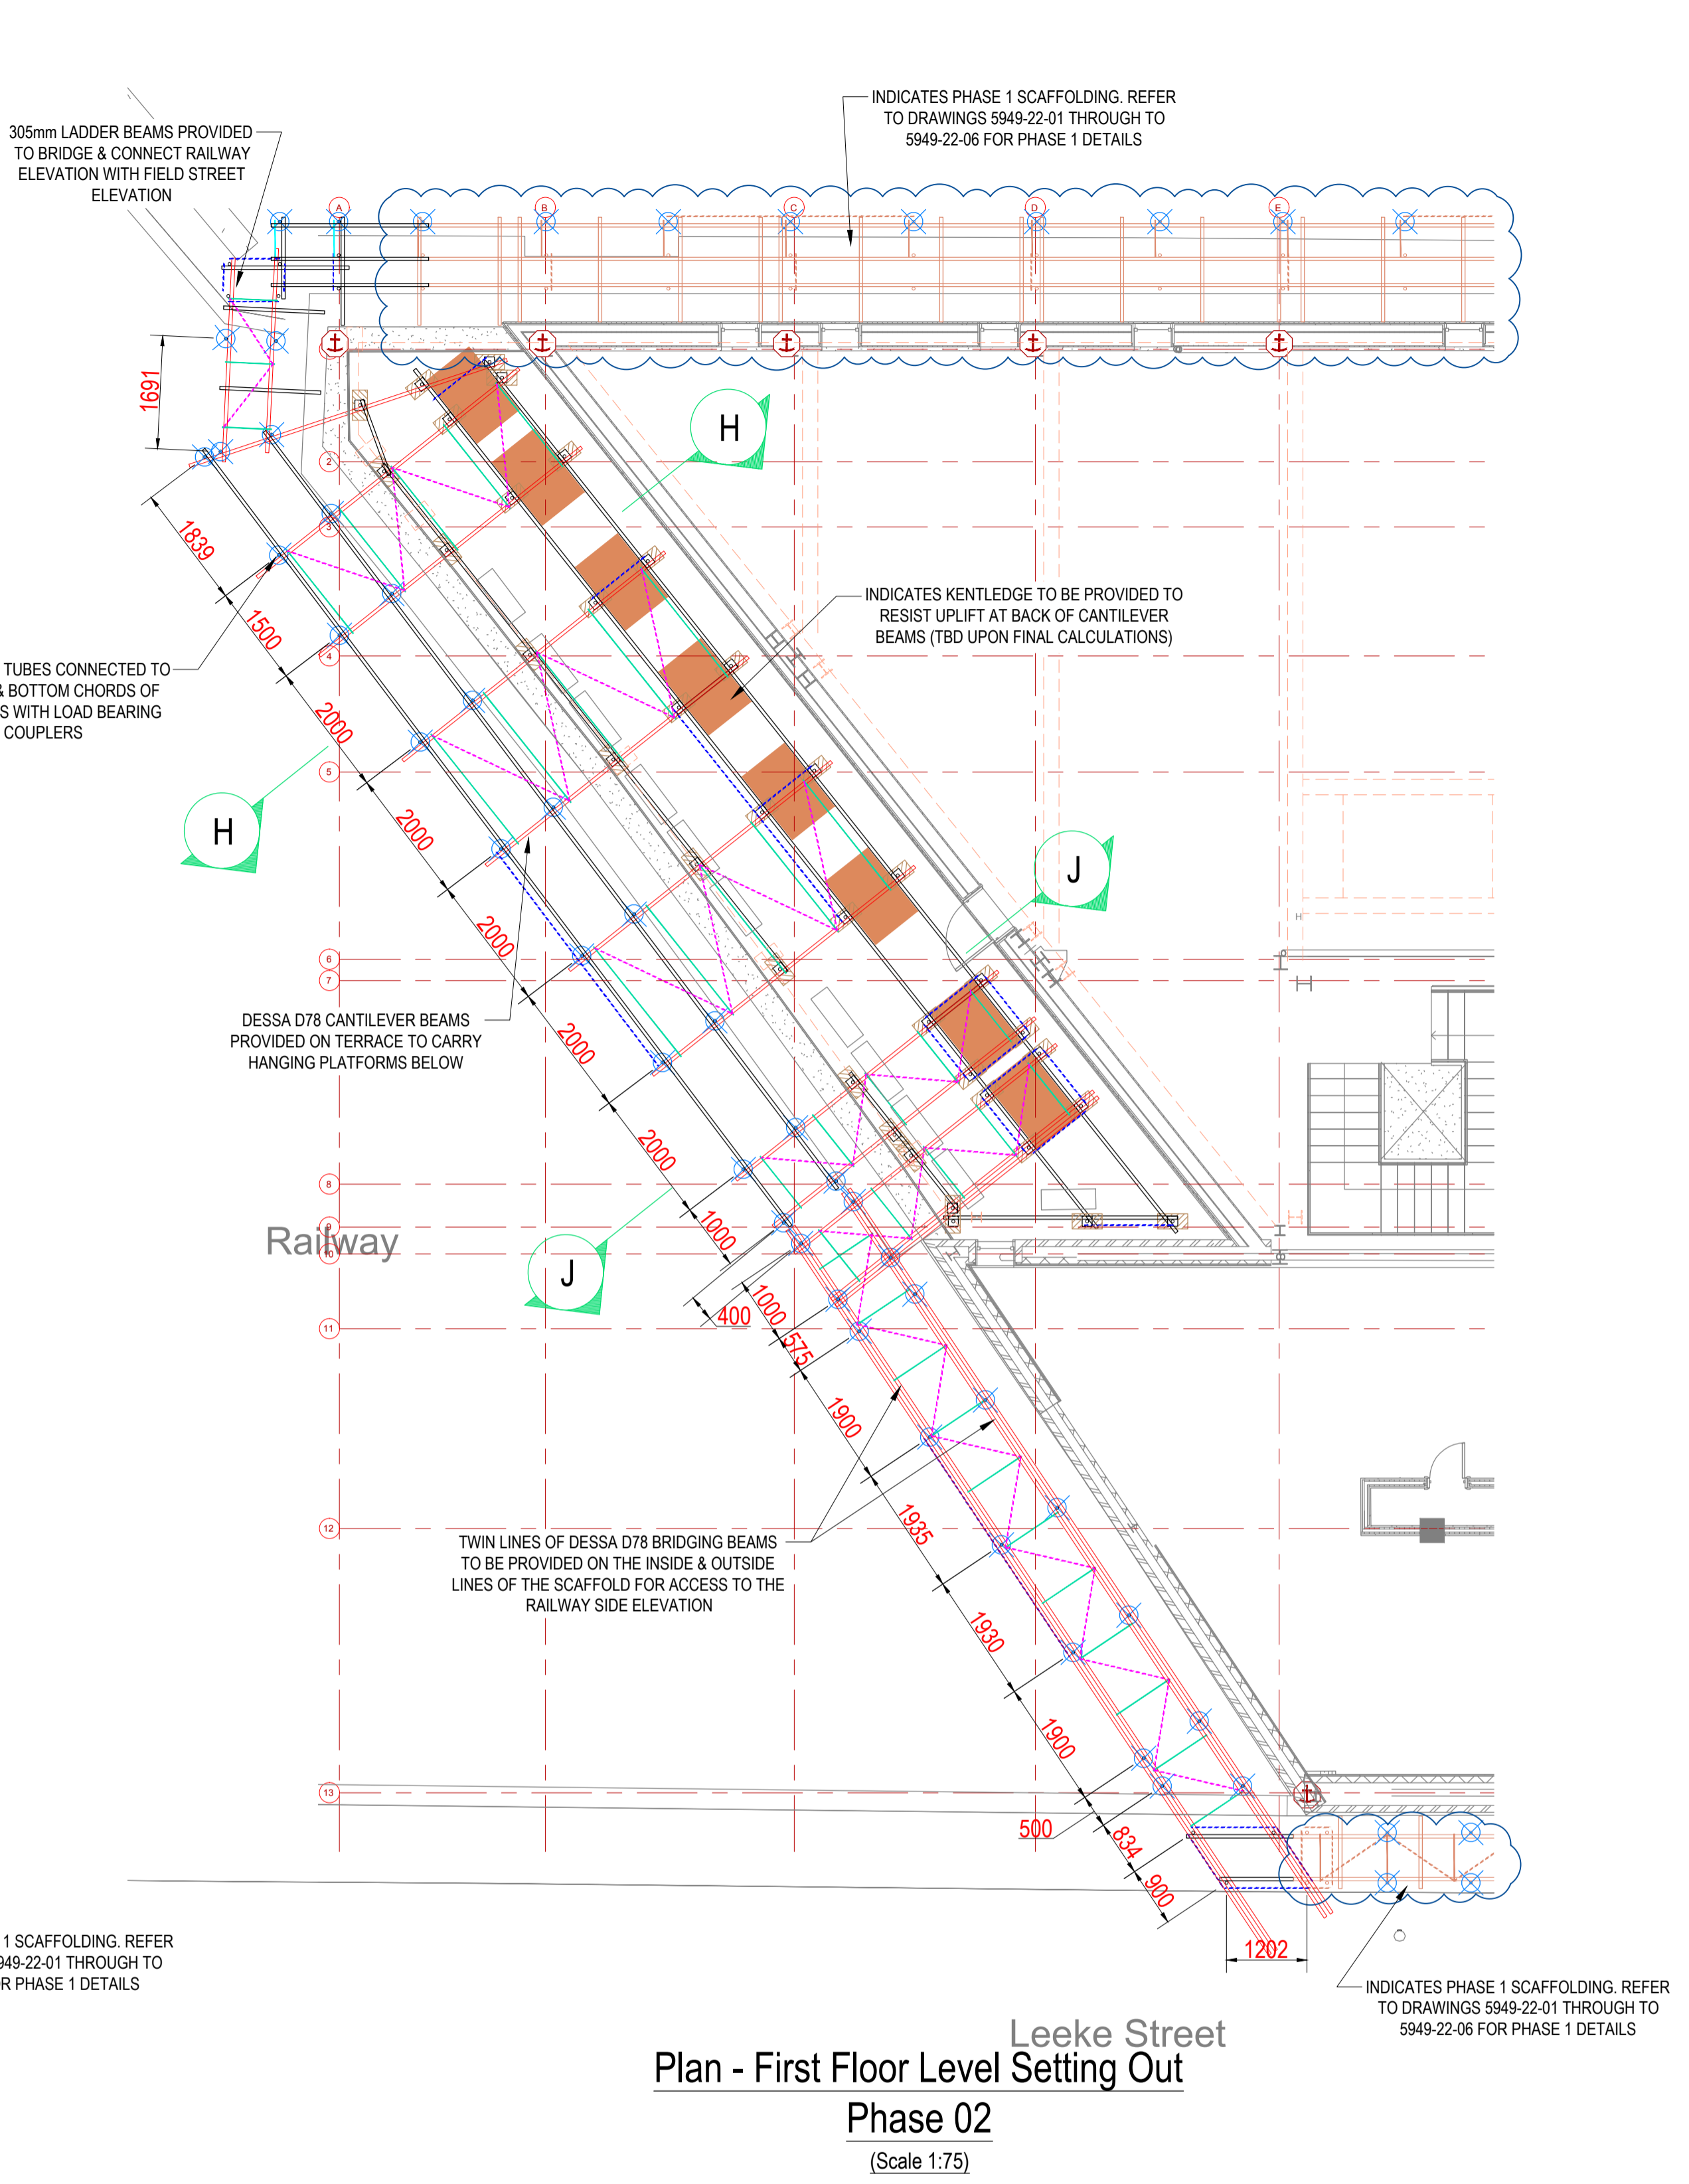 INDICATES PHASE 1 SCAFFOLDING. REFER
TO DRAWINGS 5949-22-01 THROUGH TO
5949-22-06 FOR PHASE 1 DETAILS
305mm LADDER BEAMS PROVIDED
TO BRIDGE & CONNECT RAILWAY
ELEVATION WITH FIELD STREET
ELEVATION
A
B
C
D
E
1691
H
2
3
1839
1500
INDICATES KENTLEDGE TO BE PROVIDED TO
RESIST UPLIFT AT BACK OF CANTILEVER
BEAMS (TBD UPON FINAL CALCULATIONS)
4
TUBES CONNECTED TO
& BOTTOM CHORDS OF
S WITH LOAD BEARING
COUPLERS
2000
5
H
2000
J
2000
6
7
DESSA D78 CANTILEVER BEAMS
PROVIDED ON TERRACE TO CARRY
HANGING PLATFORMS BELOW
2000
2000
8
1000
9
Railway
10
J
400
1000
575
11
1900
1935
12
TWIN LINES OF DESSA D78 BRIDGING BEAMS
TO BE PROVIDED ON THE INSIDE & OUTSIDE
LINES OF THE SCAFFOLD FOR ACCESS TO THE
RAILWAY SIDE ELEVATION
1930
1900
13
500
834
900
1202
1 SCAFFOLDING. REFER
949-22-01 THROUGH TO
R PHASE 1 DETAILS
INDICATES PHASE 1 SCAFFOLDING. REFER
TO DRAWINGS 5949-22-01 THROUGH TO
5949-22-06 FOR PHASE 1 DETAILS
Leeke Street
Plan - First Floor Level Setting Out
Phase 02
(Scale 1:75)